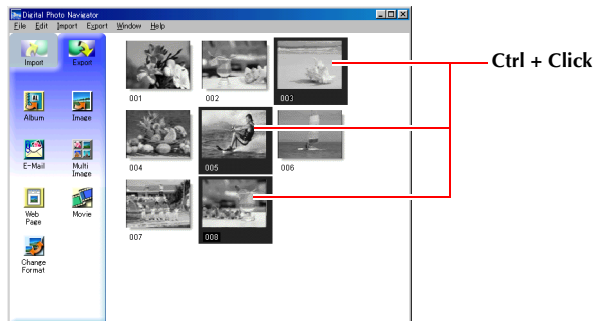 Digital Photo Navigator
File Edit Import Export Window Help
Import Export
Ctrl + Click
001 002 003
Album Image
004 005 006
E-Mail Multi Image
Web Page Movie
007 008
Change Format